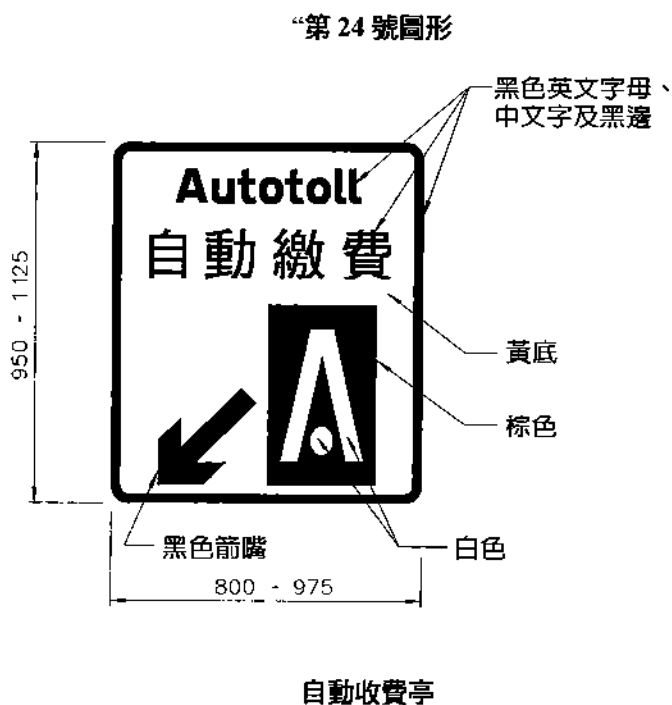 “第 24 號圖形
黑色英文字母、
中文字及黑邊
Autotoll
自動繳費
950 - 1125
黃底
棕色
黑色箭嘴
白色
800 - 975
自動收費亭